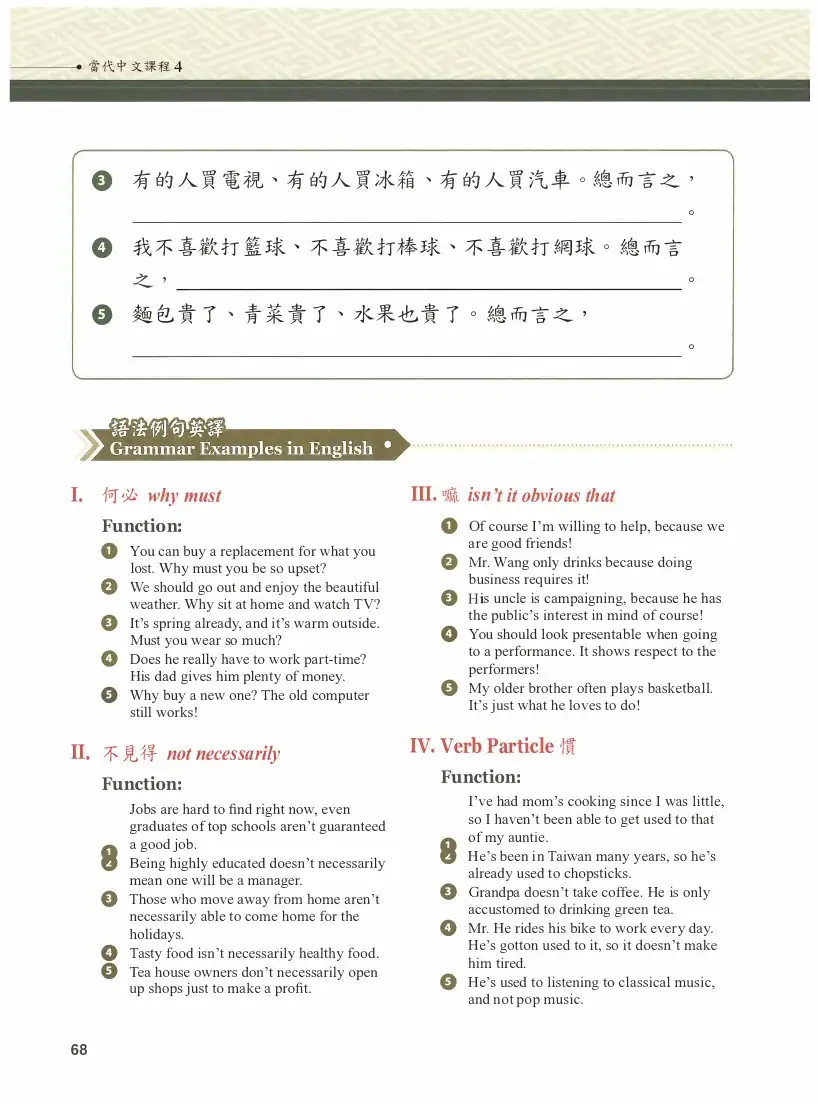 當代中文課程 4
3 有的人買電視、有的人買冰箱、有的人買汽車。總而言之，
。
4 我不喜歡打籃球、不喜歡打棒球、不喜歡打網球。總而言
之，。
5 麵包貴了、青菜貴了、水果也貴了。總而言之，
。
語法例句英譯
Grammar Examples in English
I. 何必 why must
Function:
1 You can buy a replacement for what you
lost. Why must you be so upset?
2 We should go out and enjoy the beautiful
weather. Why sit at home and watch TV?
3 It's spring already, and it's warm outside.
Must you wear so much?
4 Does he really have to work part-time?
His dad gives him plenty of money.
5 Why buy a new one? The old computer
still works!
II. 不見得 not necessarily
Function:
Jobs are hard to find right now, even
graduates of top schools aren't guaranteed
1 a good job.
2 Being highly educated doesn't necessarily
mean one will be a manager.
3 Those who move away from home aren't
necessarily able to come home for the
holidays.
4 Tasty food isn't necessarily healthy food.
5 Tea house owners don't necessarily open
up shops just to make a profit.
III. 嘛 isn't it obvious that
1 Of course I'm willing to help, because we
are good friends!
2 Mr. Wang only drinks because doing
business requires it!
3 His uncle is campaigning, because he has
the public's interest in mind of course!
4 You should look presentable when going
to a performance. It shows respect to the
performers!
5 My older brother often plays basketball.
It's just what he loves to do!
IV. Verb Particle 慣
Function:
I've had mom's cooking since I was little,
so I haven't been able to get used to that
1 of my auntie.
2 He's been in Taiwan many years, so he's
already used to chopsticks.
3 Grandpa doesn't take coffee. He is only
accustomed to drinking green tea.
4 Mr. He rides his bike to work every day.
He's gotton used to it, so it doesn't make
him tired.
5 He's used to listening to classical music,
and not pop music.
68